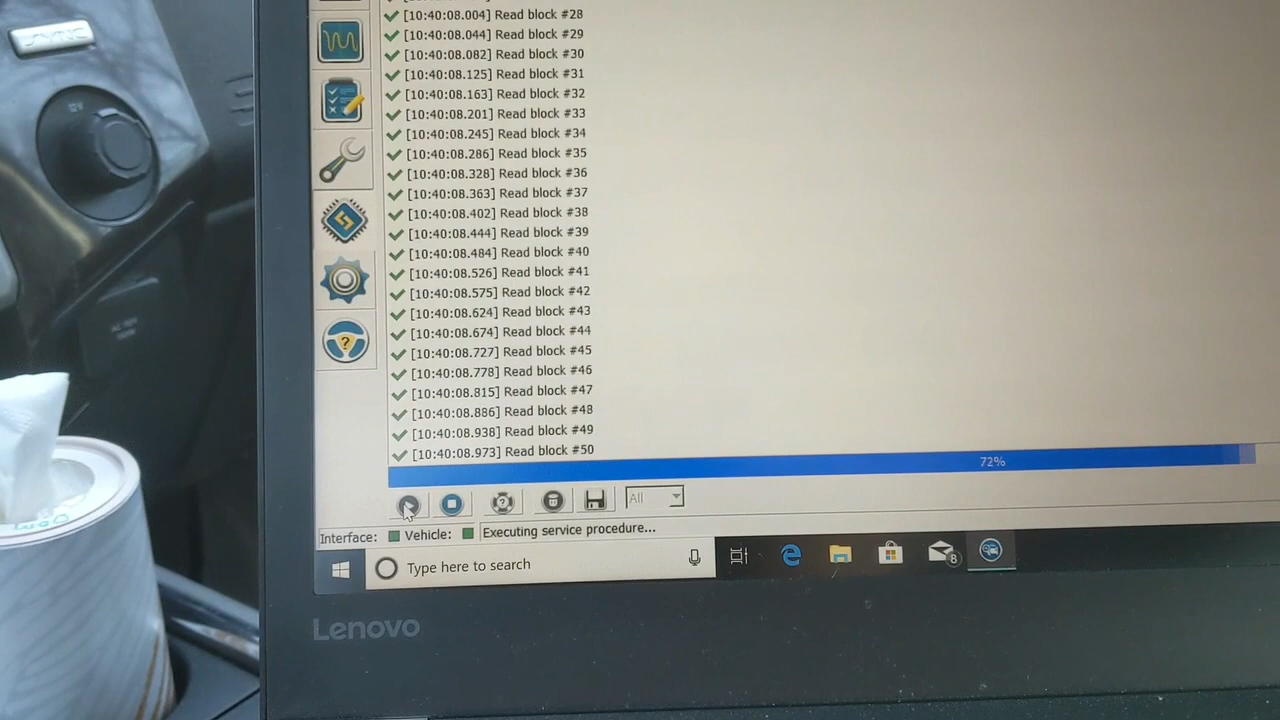 SYNC
12V
[10:40:08.004] Read block #28
[10:40:08.044] Read block #29
[10:40:08.082] Read block #30
[10:40:08.125] Read block #31
[10:40:08.163] Read block #32
[10:40:08.201] Read block #33
[10:40:08.245] Read block #34
[10:40:08.286] Read block #35
[10:40:08.328] Read block #36
[10:40:08.363] Read block #37
[10:40:08.402] Read block #38
[10:40:08.444] Read block #39
[10:40:08.484] Read block #40
[10:40:08.526] Read block #41
[10:40:08.575] Read block #42
[10:40:08.624] Read block #43
[10:40:08.674] Read block #44
[10:40:08.727] Read block #45
[10:40:08.778] Read block #46
[10:40:08.815] Read block #47
[10:40:08.886] Read block #48
[10:40:08.938] Read block #49
[10:40:08.973] Read block #50
72%
All
Interface: Vehicle: Executing service procedure...
Type here to search
8
Lenovo